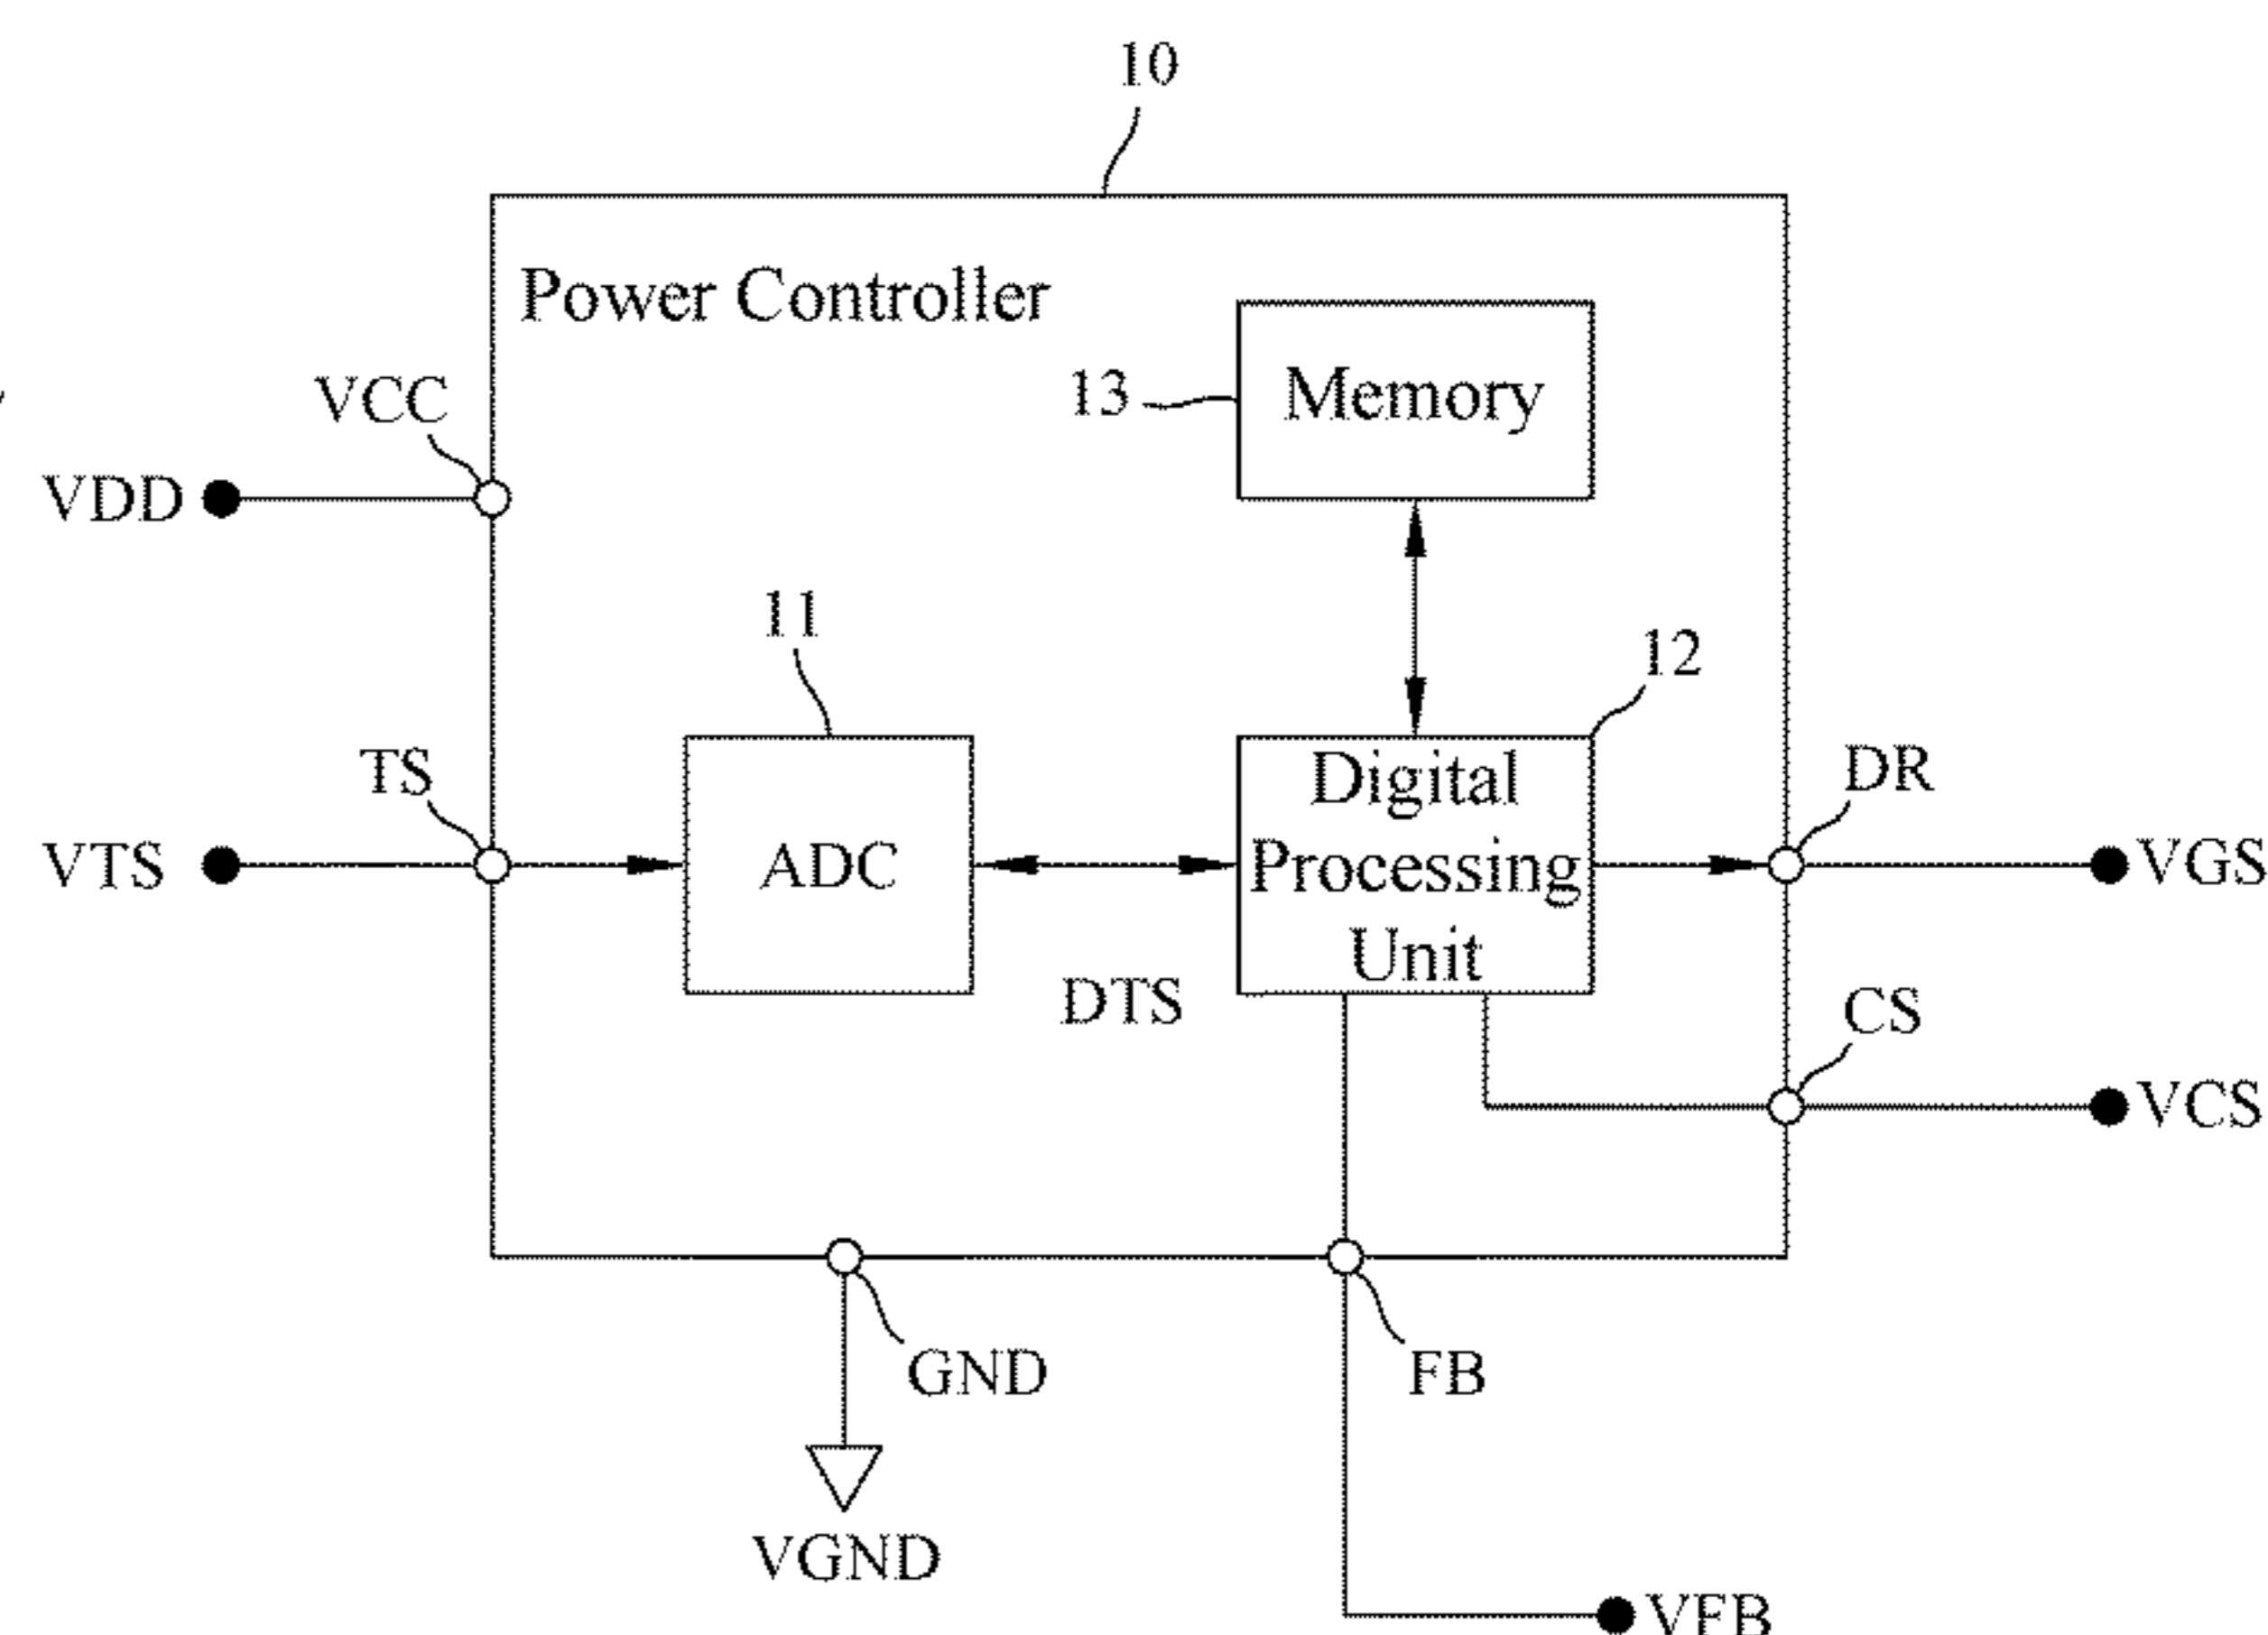 10
Power Controller
13
Memory
VCC
VDD
11
12
TS
VTS
ADC
Digital
Processing
Unit
DTS
DR
VGS
CS
VCS
GND
FB
VGND
VFB